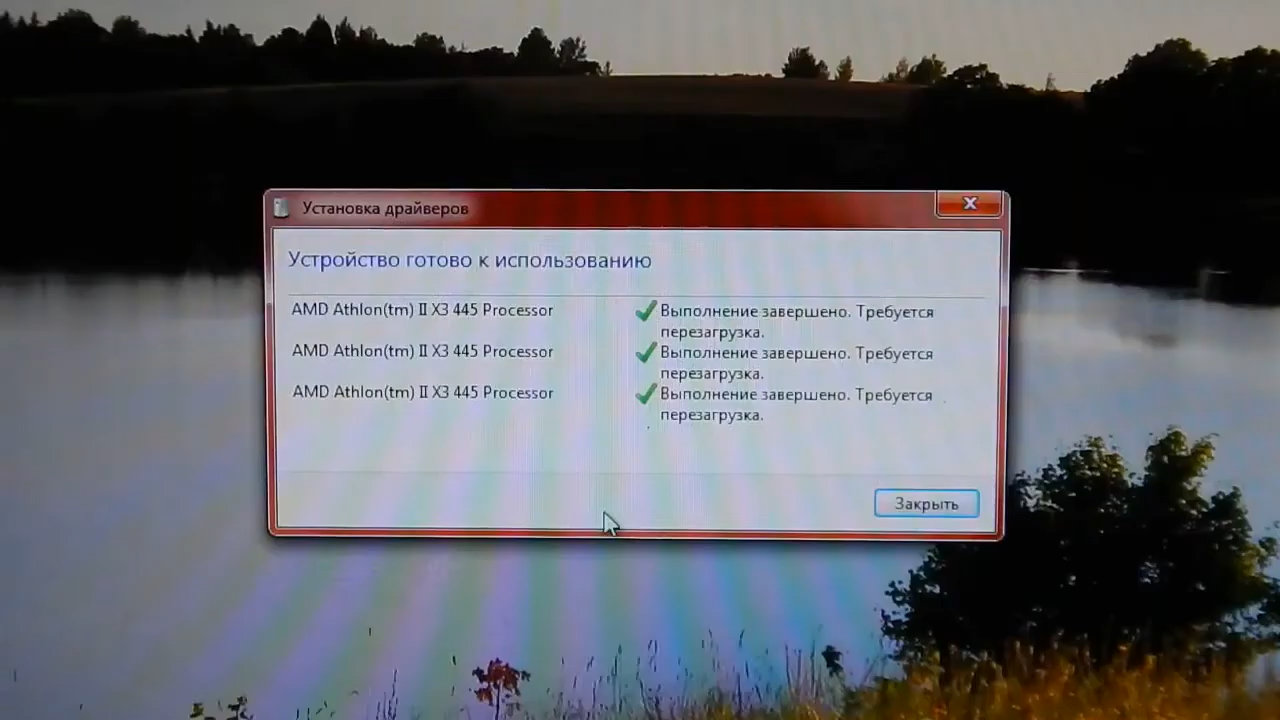 Установка драйверов
Устройство готово к использованию
AMD Athlon(tm) II X3 445 Processor
Выполнение завершено. Требуется
перезагрузка.
AMD Athlon(tm) II X3 445 Processor
Выполнение завершено. Требуется
перезагрузка.
AMD Athlon(tm) II X3 445 Processor
Выполнение завершено. Требуется
перезагрузка.
Закрыть